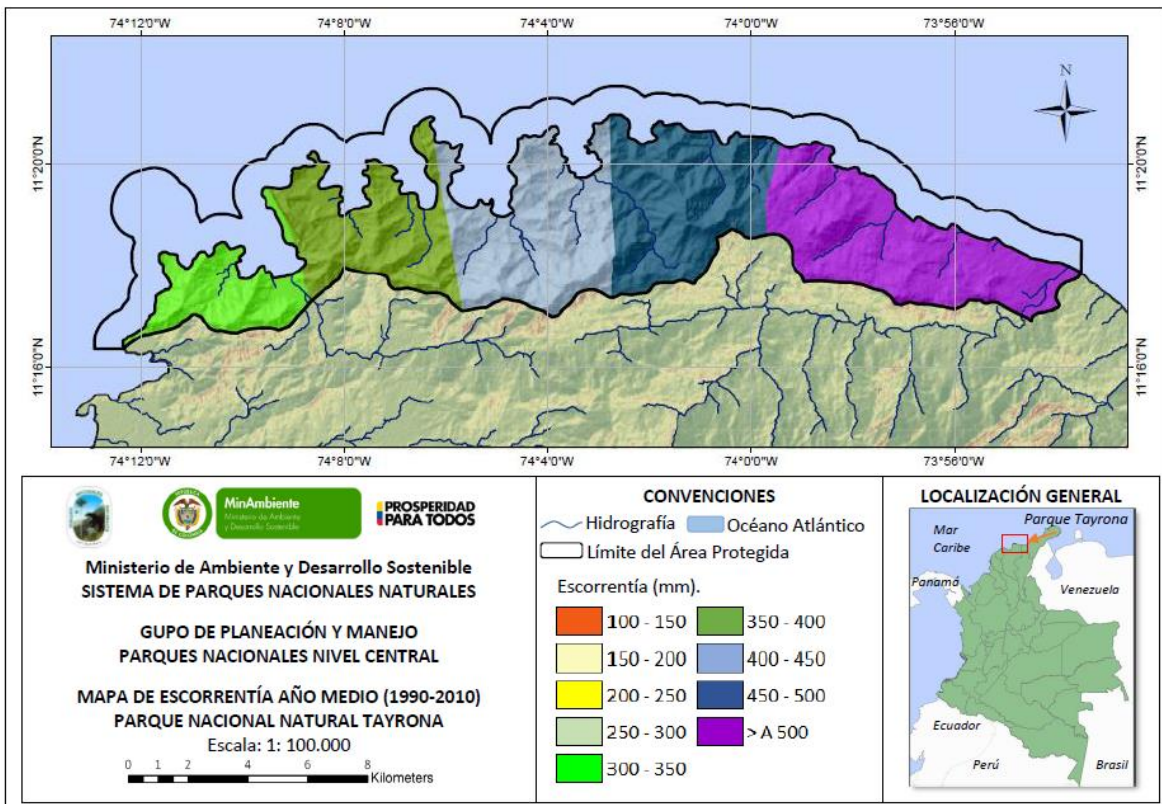 74°12'0"W 74°8'0"W 74°4'0"W 74°0'0"W 73°56'0"W
N
11°20'0"N 11°20'0"N
11°16'0"N 11°16'0"N
74°12'0"W 74°8'0"W 74°4'0"W 74°0'0"W 73°56'0"W
MinAmbiente
Ministerio de Ambiente
y Desarrollo Sostenible
PROSPERIDAD
PARA TODOS
Ministerio de Ambiente y Desarrollo Sostenible
SISTEMA DE PARQUES NACIONALES NATURALES
GUPO DE PLANEACIÓN Y MANEJO
PARQUES NACIONALES NIVEL CENTRAL
MAPA DE ESCORRENTÍA AÑO MEDIO (1990-2010)
PARQUE NACIONAL NATURAL TAYRONA
Escala: 1: 100.000
0 1 2 4 6 8
Kilometers
CONVENCIONES
Hidrografía Océano Atlántico
Límite del Área Protegida
Escorrentía (mm).
100 - 150 350 - 400
150 - 200 400 - 450
200 - 250 450 - 500
250 - 300 > A 500
300 - 350
LOCALIZACIÓN GENERAL
Parque Tayrona
Mar
Caribe
Panamá
Venezuela
Ecuador
Perú
Brasil